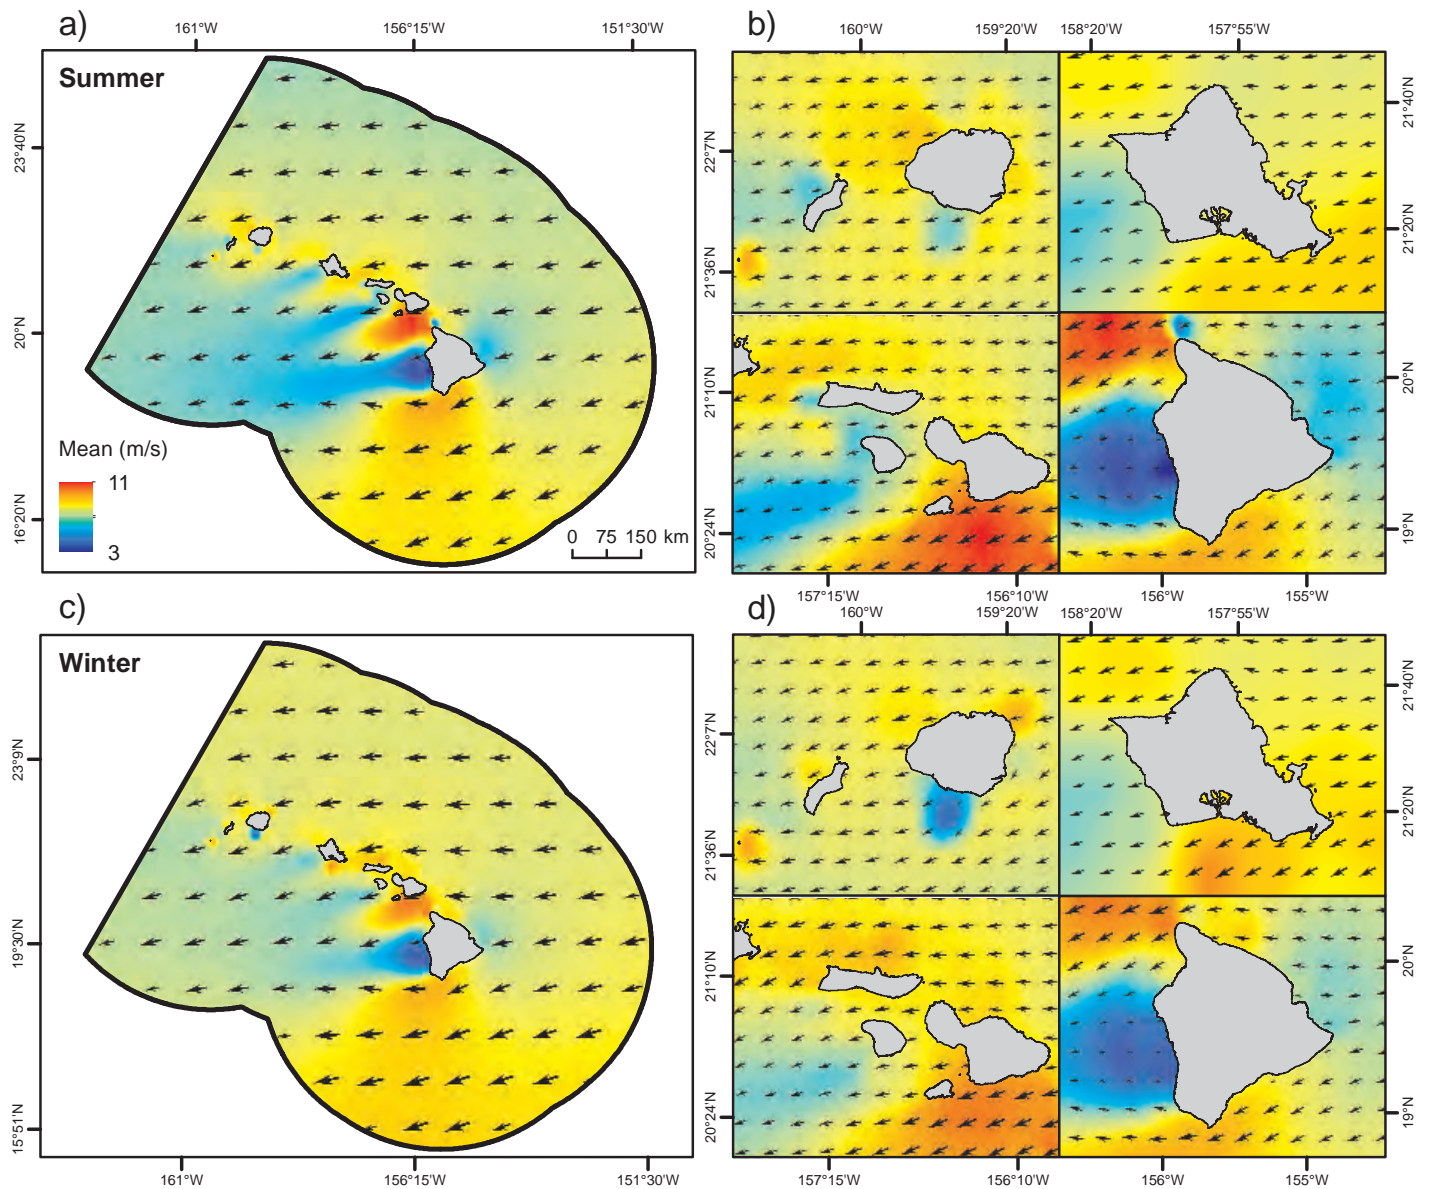 a)
161°W 156°15'W 151°30'W
Summer
23°40'N
20°N
16°20'N
Mean (m/s)
11
3
0 75 150 km
b)
160°W 159°20'W 158°20'W 157°55'W
22°7'N
21°36'N
21°40'N
21°20'N
21°10'N
20°24'N
20°N
19°N
157°15'W 156°10'W 156°W 155°W
c)
Winter
23°9'N
19°30'N
15°51'N
161°W 156°15'W 151°30'W
d)
160°W 159°20'W 158°20'W 157°55'W
22°7'N
21°36'N
21°40'N
21°20'N
21°10'N
20°24'N
20°N
19°N
157°15'W 156°10'W 156°W 155°W